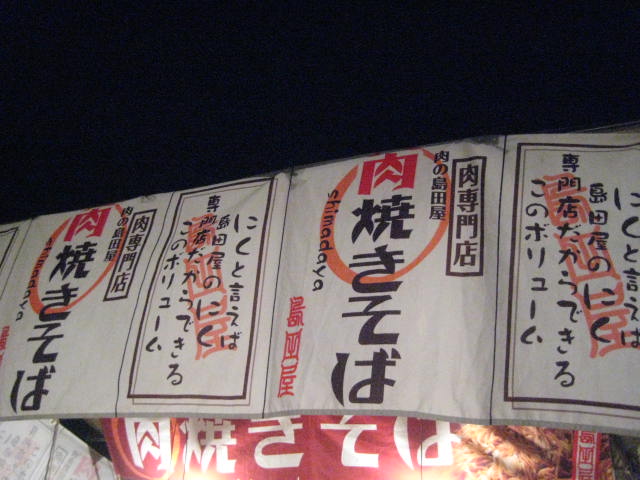 肉専門店
肉の島田屋
肉焼きそば
shimadaya
島田屋
にくと言えば
島田屋のにく
専門店だからできる
このボリューム
肉専門店
肉の島田屋
肉焼きそば
shimadaya
島田屋
にくと言えば
島田屋のにく
専門店だからできる
このボリューム
肉焼きそば